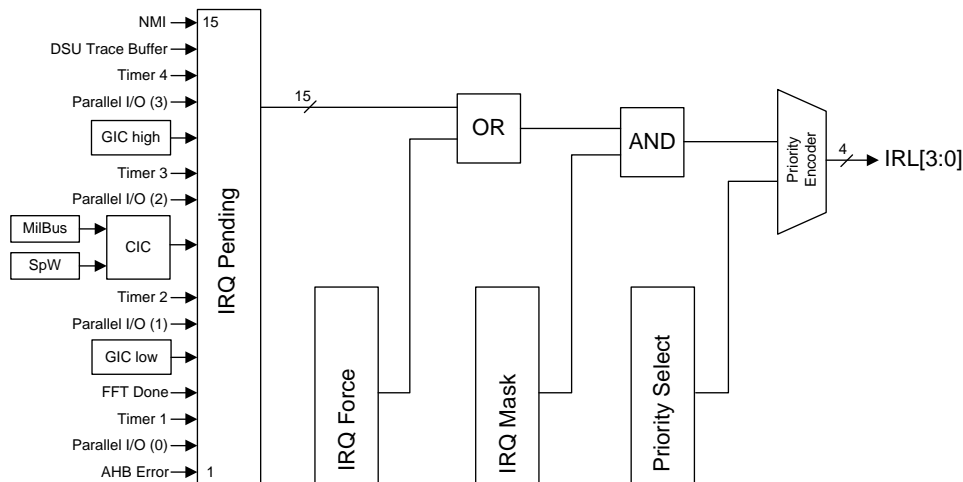 NMI
15
DSU Trace Buffer
Timer 4
Parallel I/O (3)
15
GIC high
OR
AND
Priority Encoder
4
IRL[3:0]
Timer 3
Parallel I/O (2)
MilBus
CIC
SpW
IRQ Pending
Timer 2
Parallel I/O (1)
GIC low
FFT Done
Timer 1
Parallel I/O (0)
AHB Error
1
IRQ Force
IRQ Mask
Priority Select